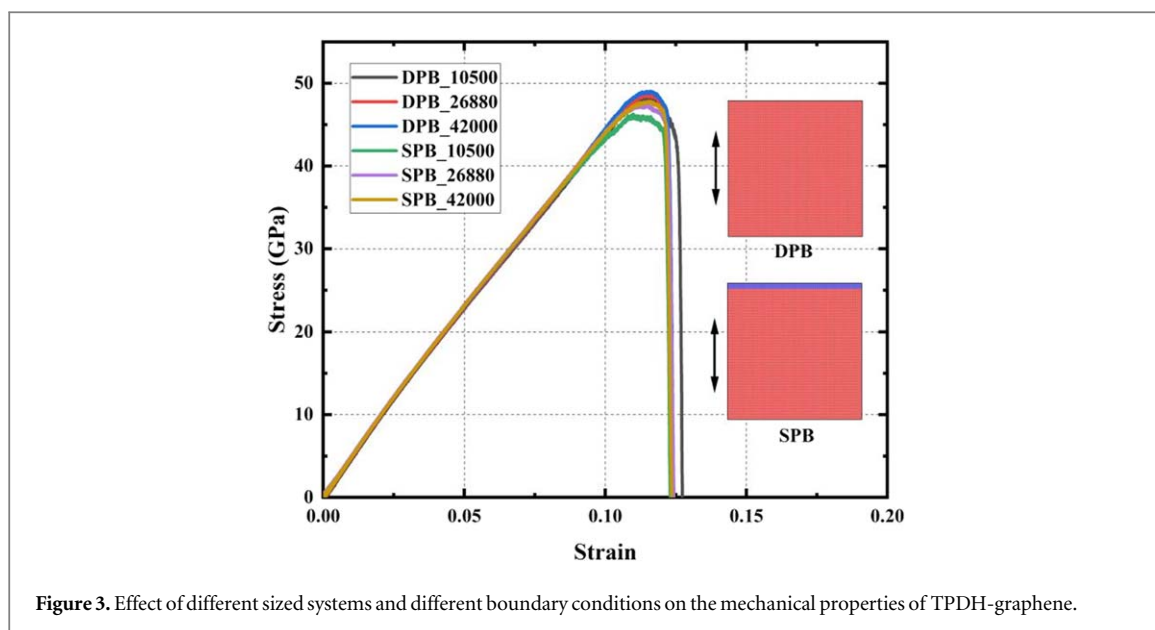 DPB_10500
DPB_26880
DPB_42000
SPB_10500
SPB_26880
SPB_42000
50
40
30
20
10
0
Stress (GPa)
DPB
SPB
0.00
0.05
0.10
0.15
0.20
Strain
Figure 3. Effect of different sized systems and different boundary conditions on the mechanical properties of TPDH-graphene.